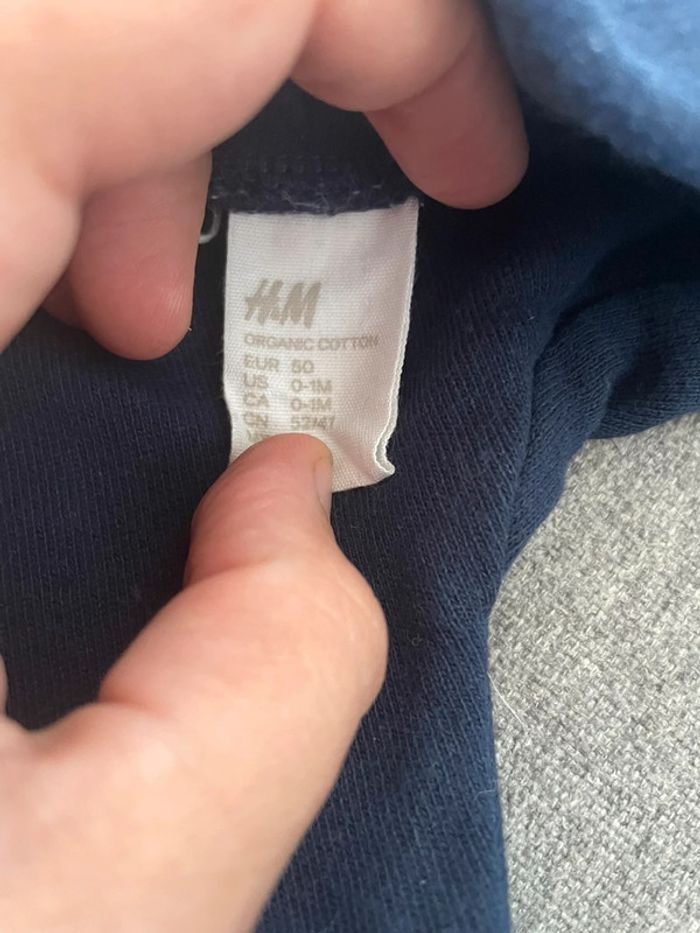 H&M
ORGANIC COTTON
EUR 50
US 0-1M
CA 0-1M
CN 52/41